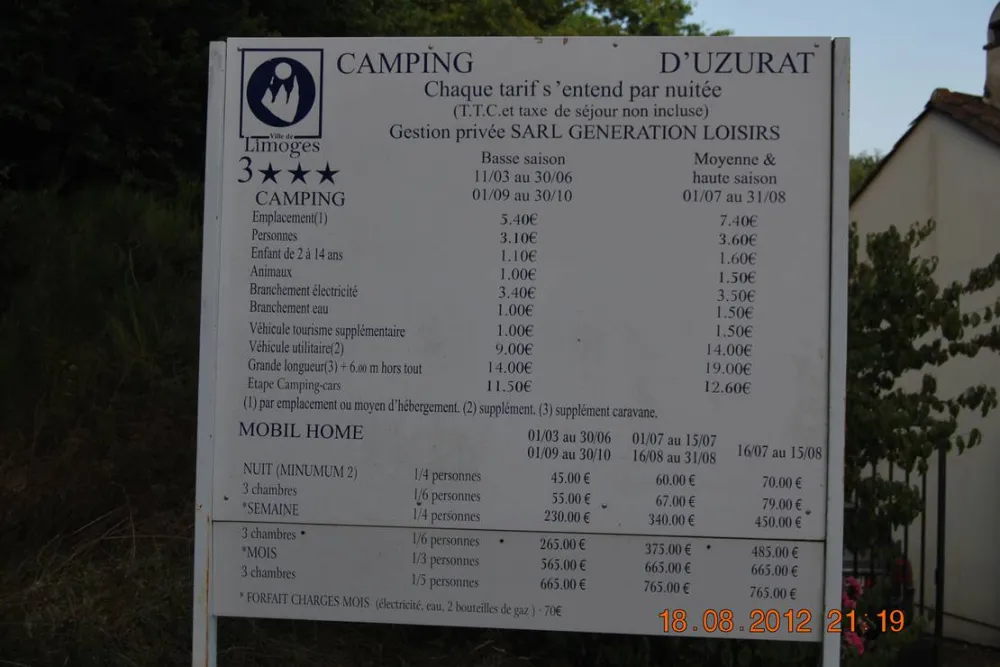 CAMPING D'UZURAT
Chaque tarif s'entend par nuitée
(T.T.C.et taxe de séjour non incluse)
Gestion privée SARL GENERATION LOISIRS
Ville de
Limoges
3★★★
CAMPING
Basse saison Moyenne &
11/03 au 30/06 haute saison
01/09 au 30/10 01/07 au 31/08
Emplacement(1) 5.40€ 7.40€
Personnes 3.10€ 3.60€
Enfant de 2 à 14 ans 1.10€ 1.60€
Animaux 1.00€ 1.50€
Branchement électricité 3.40€ 3.50€
Branchement eau 1.00€ 1.50€
Véhicule tourisme supplémentaire 1.00€ 1.50€
Véhicule utilitaire(2) 9.00€ 14.00€
Grande longueur(3) + 6.00 m hors tout 14.00€ 19.00€
Etape Camping-cars 11.50€ 12.60€
(1) par emplacement ou moyen d'hébergement. (2) supplément. (3) supplément caravane.
MOBIL HOME
01/03 au 30/06 01/07 au 15/07 16/07 au 15/08
01/09 au 30/10 16/08 au 31/08
NUIT (MINUMUM 2) 1/4 personnes 45.00 € 60.00 € 70.00 €
3 chambres 1/6 personnes 55.00 € 67.00 € 79.00 €
*SEMAINE 1/4 personnes 230.00 € 340.00 € 450.00 €
3 chambres 1/6 personnes 265.00 € 375.00 € 485.00 €
*MOIS 1/3 personnes 565.00 € 665.00 € 665.00 €
3 chambres 1/5 personnes 665.00 € 765.00 € 765.00 €
* FORFAIT CHARGES MOIS (électricité, eau, 2 bouteilles de gaz ) · 70€
18.08.2012 21:19